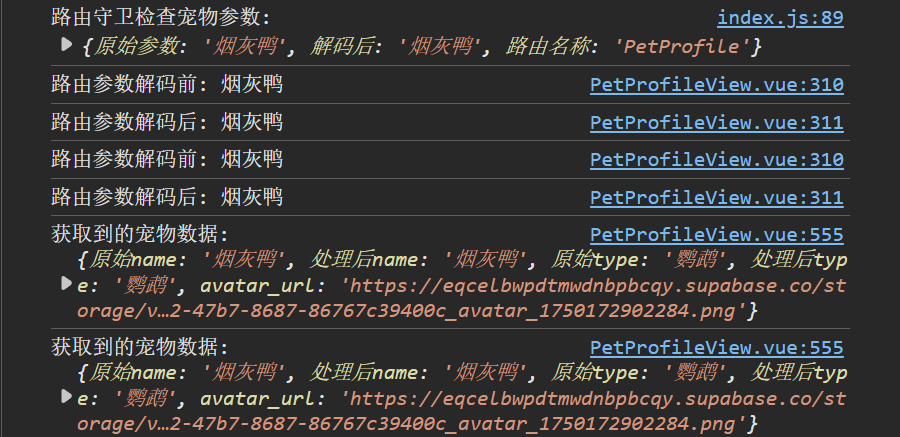 路由守卫检查宠物参数: index.js:89
{原始参数: '烟灰鸭', 解码后: '烟灰鸭', 路由名称: 'PetProfile'}
路由参数解码前: 烟灰鸭 PetProfileView.vue:310
路由参数解码后: 烟灰鸭 PetProfileView.vue:311
路由参数解码前: 烟灰鸭 PetProfileView.vue:310
路由参数解码后: 烟灰鸭 PetProfileView.vue:311
获取到的宠物数据: PetProfileView.vue:555
{原始name: '烟灰鸭', 处理后name: '烟灰鸭', 原始type: '鹦鹉', 处理后typ
e: '鹦鹉', avatar_url: 'https://eqcelbwpdtmwdnbpbcqy.supabase.co/st
orage/v…2-47b7-8687-86767c39400c_avatar_1750172902284.png'}
获取到的宠物数据: PetProfileView.vue:555
{原始name: '烟灰鸭', 处理后name: '烟灰鸭', 原始type: '鹦鹉', 处理后typ
e: '鹦鹉', avatar_url: 'https://eqcelbwpdtmwdnbpbcqy.supabase.co/st
orage/v…2-47b7-8687-86767c39400c_avatar_1750172902284.png'}